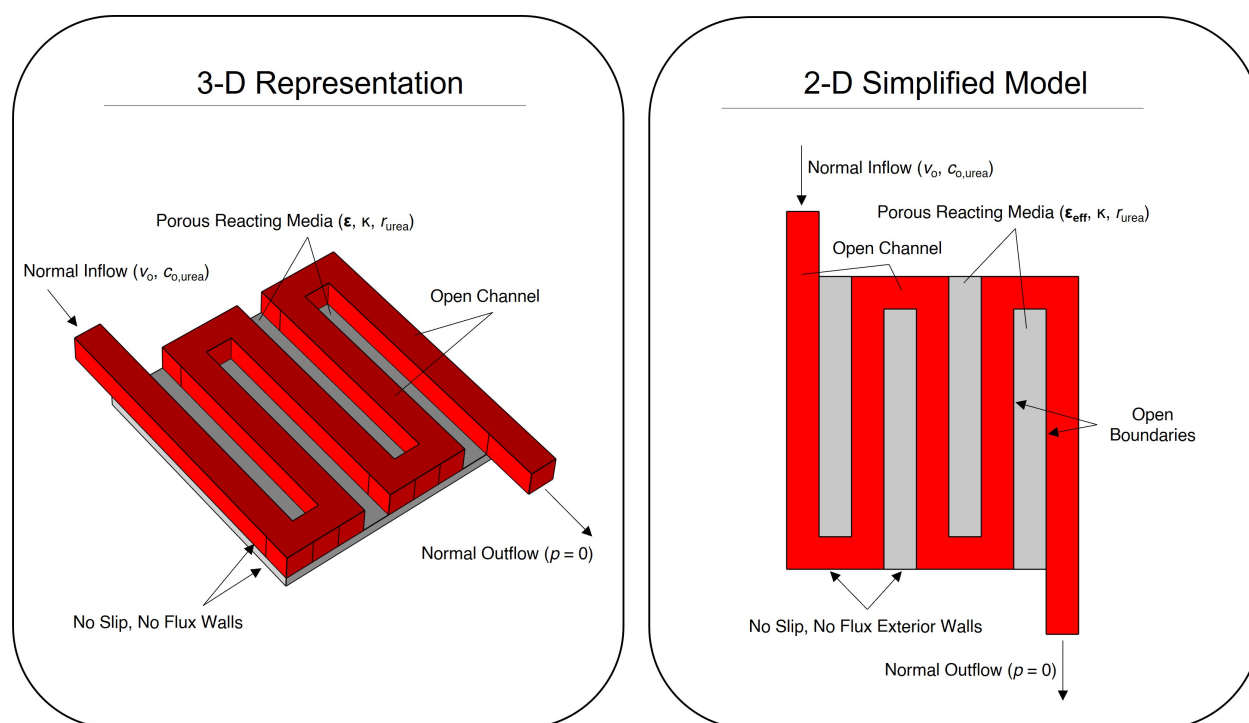 3-D Representation
Porous Reacting Media (ε, κ, rurea)
Normal Inflow (vo, co,urea)
Open Channel
Normal Outflow (p = 0)
No Slip, No Flux Walls
2-D Simplified Model
Normal Inflow (vo, co,urea)
Porous Reacting Media (εeff, κ, rurea)
Open Channel
Open
Boundaries
No Slip, No Flux Exterior Walls
Normal Outflow (p = 0)